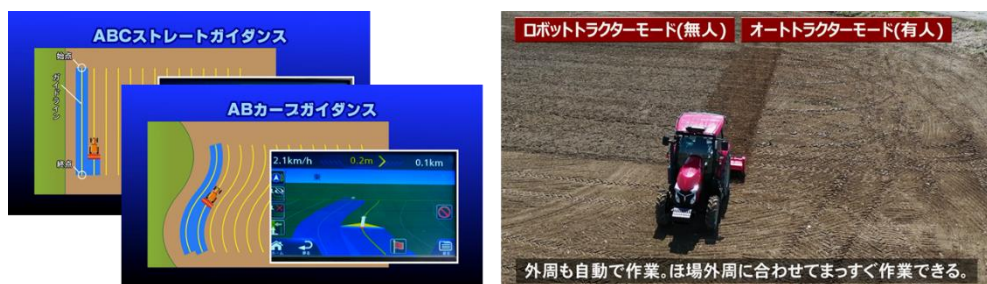 ABCストレートガイダンス
始点
ガイドライン
終点
ABカーブガイダンス
2.1km/h
0.2m
0.1km
A
ロボットトラクターモード(無人)
オートトラクターモード(有人)
外周も自動で作業。ほ場外周に合わせてまっすぐ作業できる。